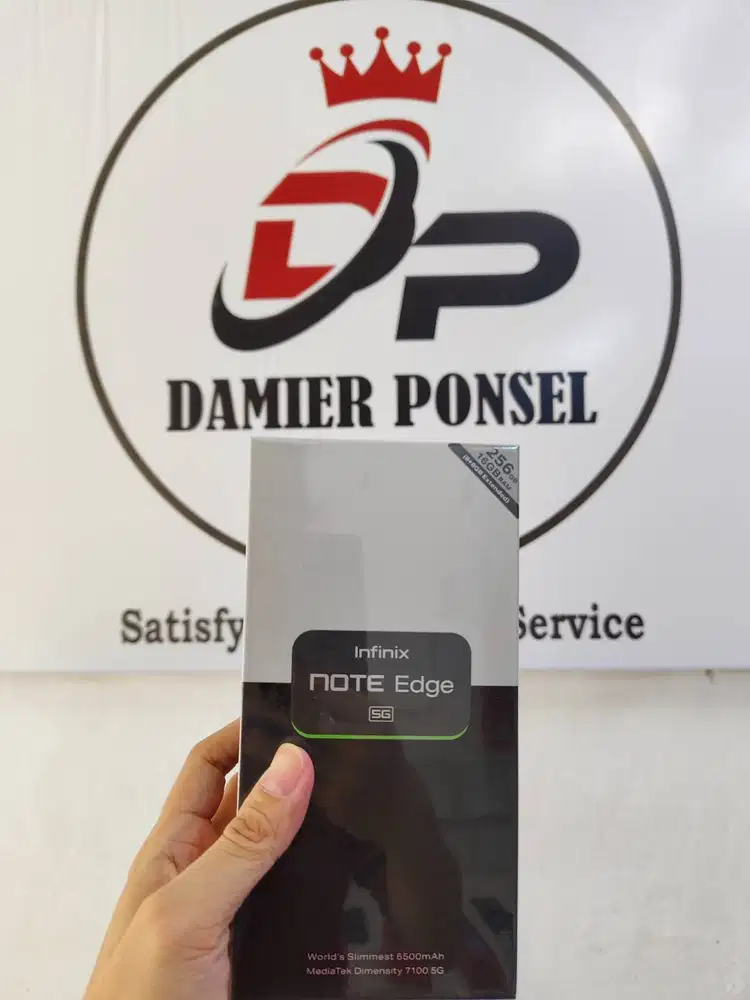 DP
DAMIER PONSEL
Satisfy
Service
256GB
16GB RAM
(8+8GB Extended)
Infinix
NOTE Edge
5G
World's Slimmest 6500mAh
MediaTek Dimensity 7100 5G